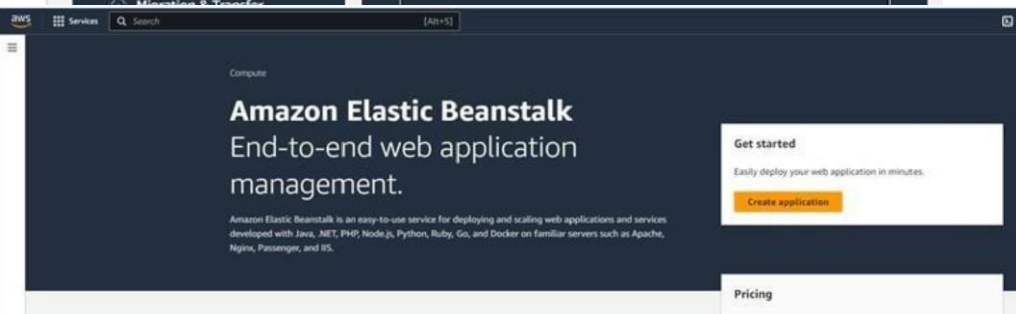 Migration & Transfer
aws
Services
Search
[Alt+S]
Compute
Amazon Elastic Beanstalk
End-to-end web application
management.
Amazon Elastic Beanstalk is an easy-to-use service for deploying and scaling web applications and services
developed with Java, .NET, PHP, Node.js, Python, Ruby, Go, and Docker on familiar servers such as Apache,
Nginx, Passenger, and IIS.
Get started
Easily deploy your web application in minutes.
Create application
Pricing